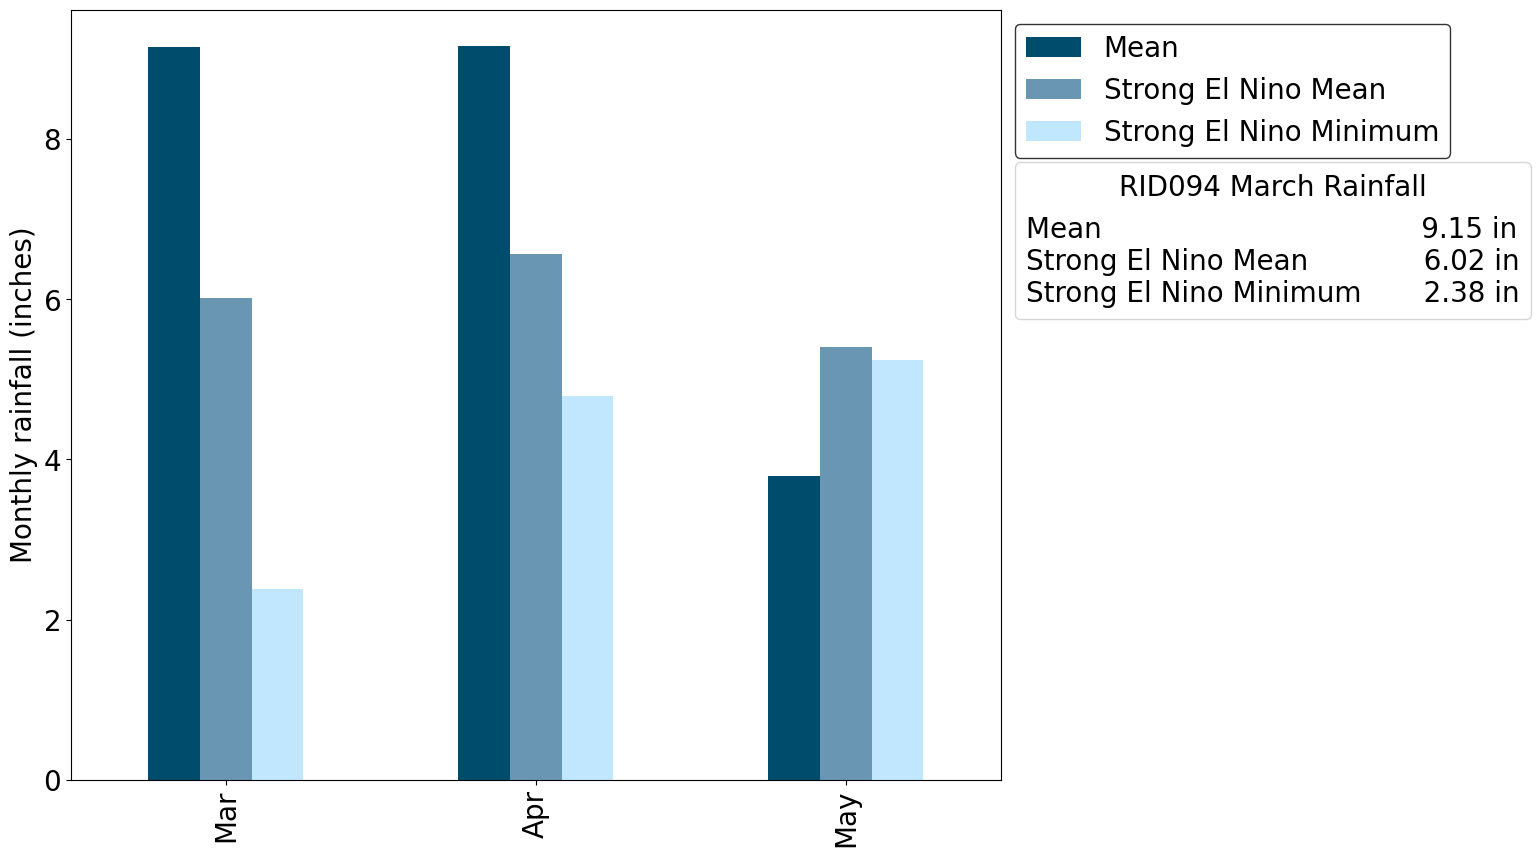 Monthly rainfall (inches)
8
6
4
2
0
Mar
Apr
May
Mean
Strong El Nino Mean
Strong El Nino Minimum
RID094 March Rainfall
Mean 9.15 in
Strong El Nino Mean 6.02 in
Strong El Nino Minimum 2.38 in